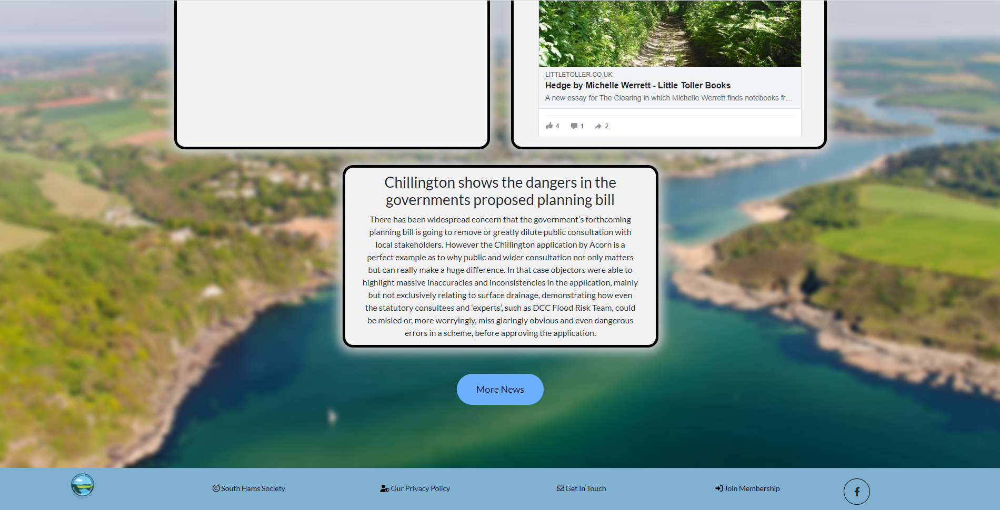 LITTLETOLLER.CO.UK
Hedge by Michelle Werrett - Little Toller Books
A new essay for The Clearing in which Michelle Werrett finds notebooks fr...
4 1 2
Chillington shows the dangers in the
governments proposed planning bill
There has been widespread concern that the government’s forthcoming
planning bill is going to remove or greatly dilute public consultation with
local stakeholders. However the Chillington application by Acorn is a
perfect example as to why public and wider consultation not only matters
but can really make a huge difference. In that case objectors were able to
highlight massive inaccuracies and inconsistencies in the application, mainly
but not exclusively relating to surface drainage, demonstrating how even
the statutory consultees and ‘experts’, such as DCC Flood Risk Team, could
be misled or, more worryingly, miss glaringly obvious and even dangerous
errors in a scheme, before approving the application.
More News
© South Hams Society
Our Privacy Policy
Get In Touch
Join Membership